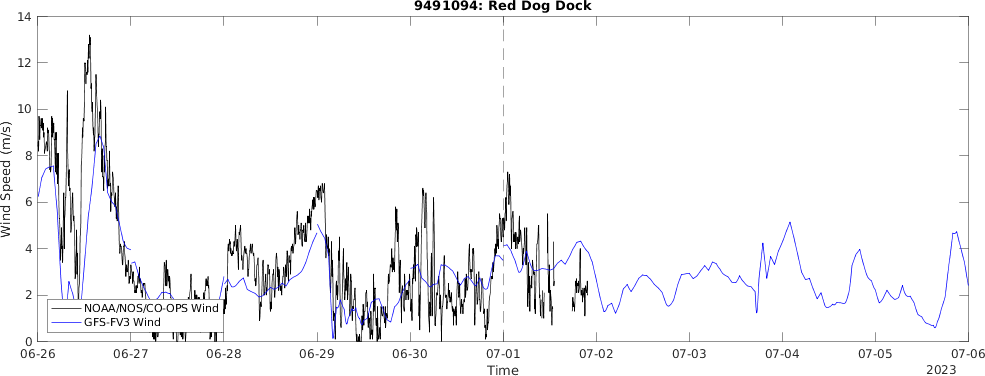 9491094: Red Dog Dock
14
12
10
8
6
4
2
0
Wind Speed (m/s)
NOAA/NOS/CO-OPS Wind
GFS-FV3 Wind
06-26 06-27 06-28 06-29 06-30 07-01 07-02 07-03 07-04 07-05 07-06
Time
2023